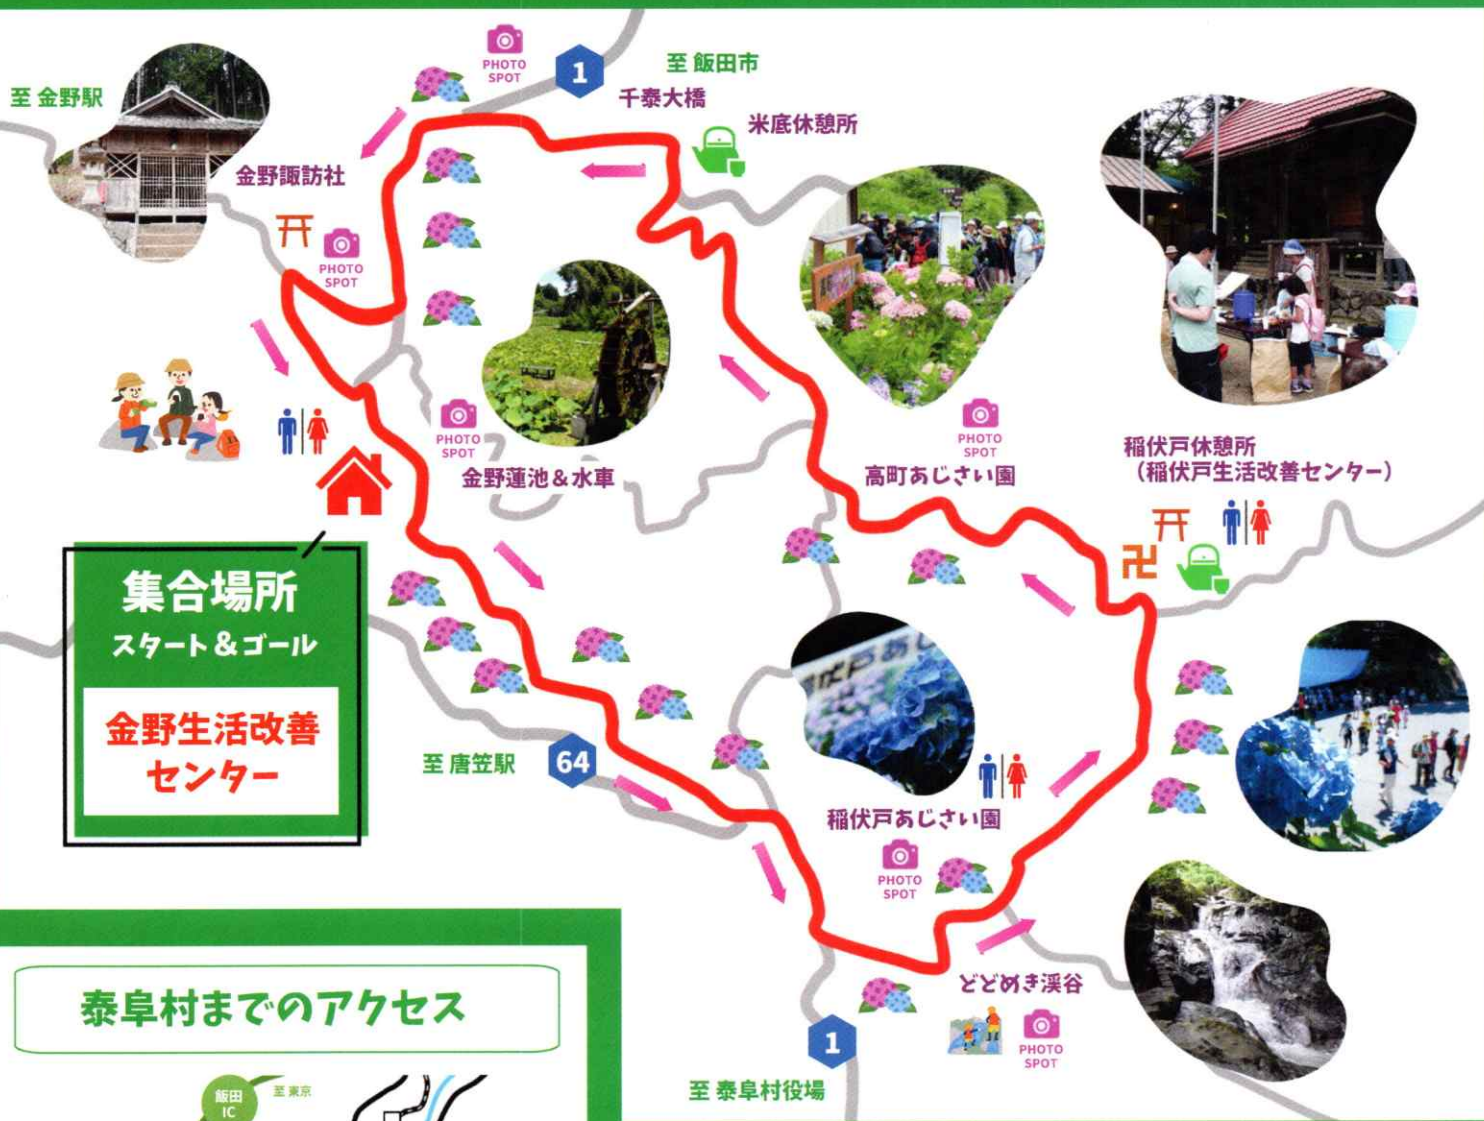 PHOTO
SPOT
1
至 飯田市
千泰大橋
米底休憩所
至 金野駅
金野諏訪社
PHOTO
SPOT
PHOTO
SPOT
金野蓮池＆水車
PHOTO
SPOT
高町あじさい園
稲伏戸休憩所
（稲伏戸生活改善センター）
卍
集合場所
スタート＆ゴール
金野生活改善
センター
至 唐笠駅
64
伏戸あじ
稲伏戸あじさい園
PHOTO
SPOT
どどめき渓谷
PHOTO
SPOT
1
至 泰阜村役場
泰阜村までのアクセス
飯田
IC
至 東京